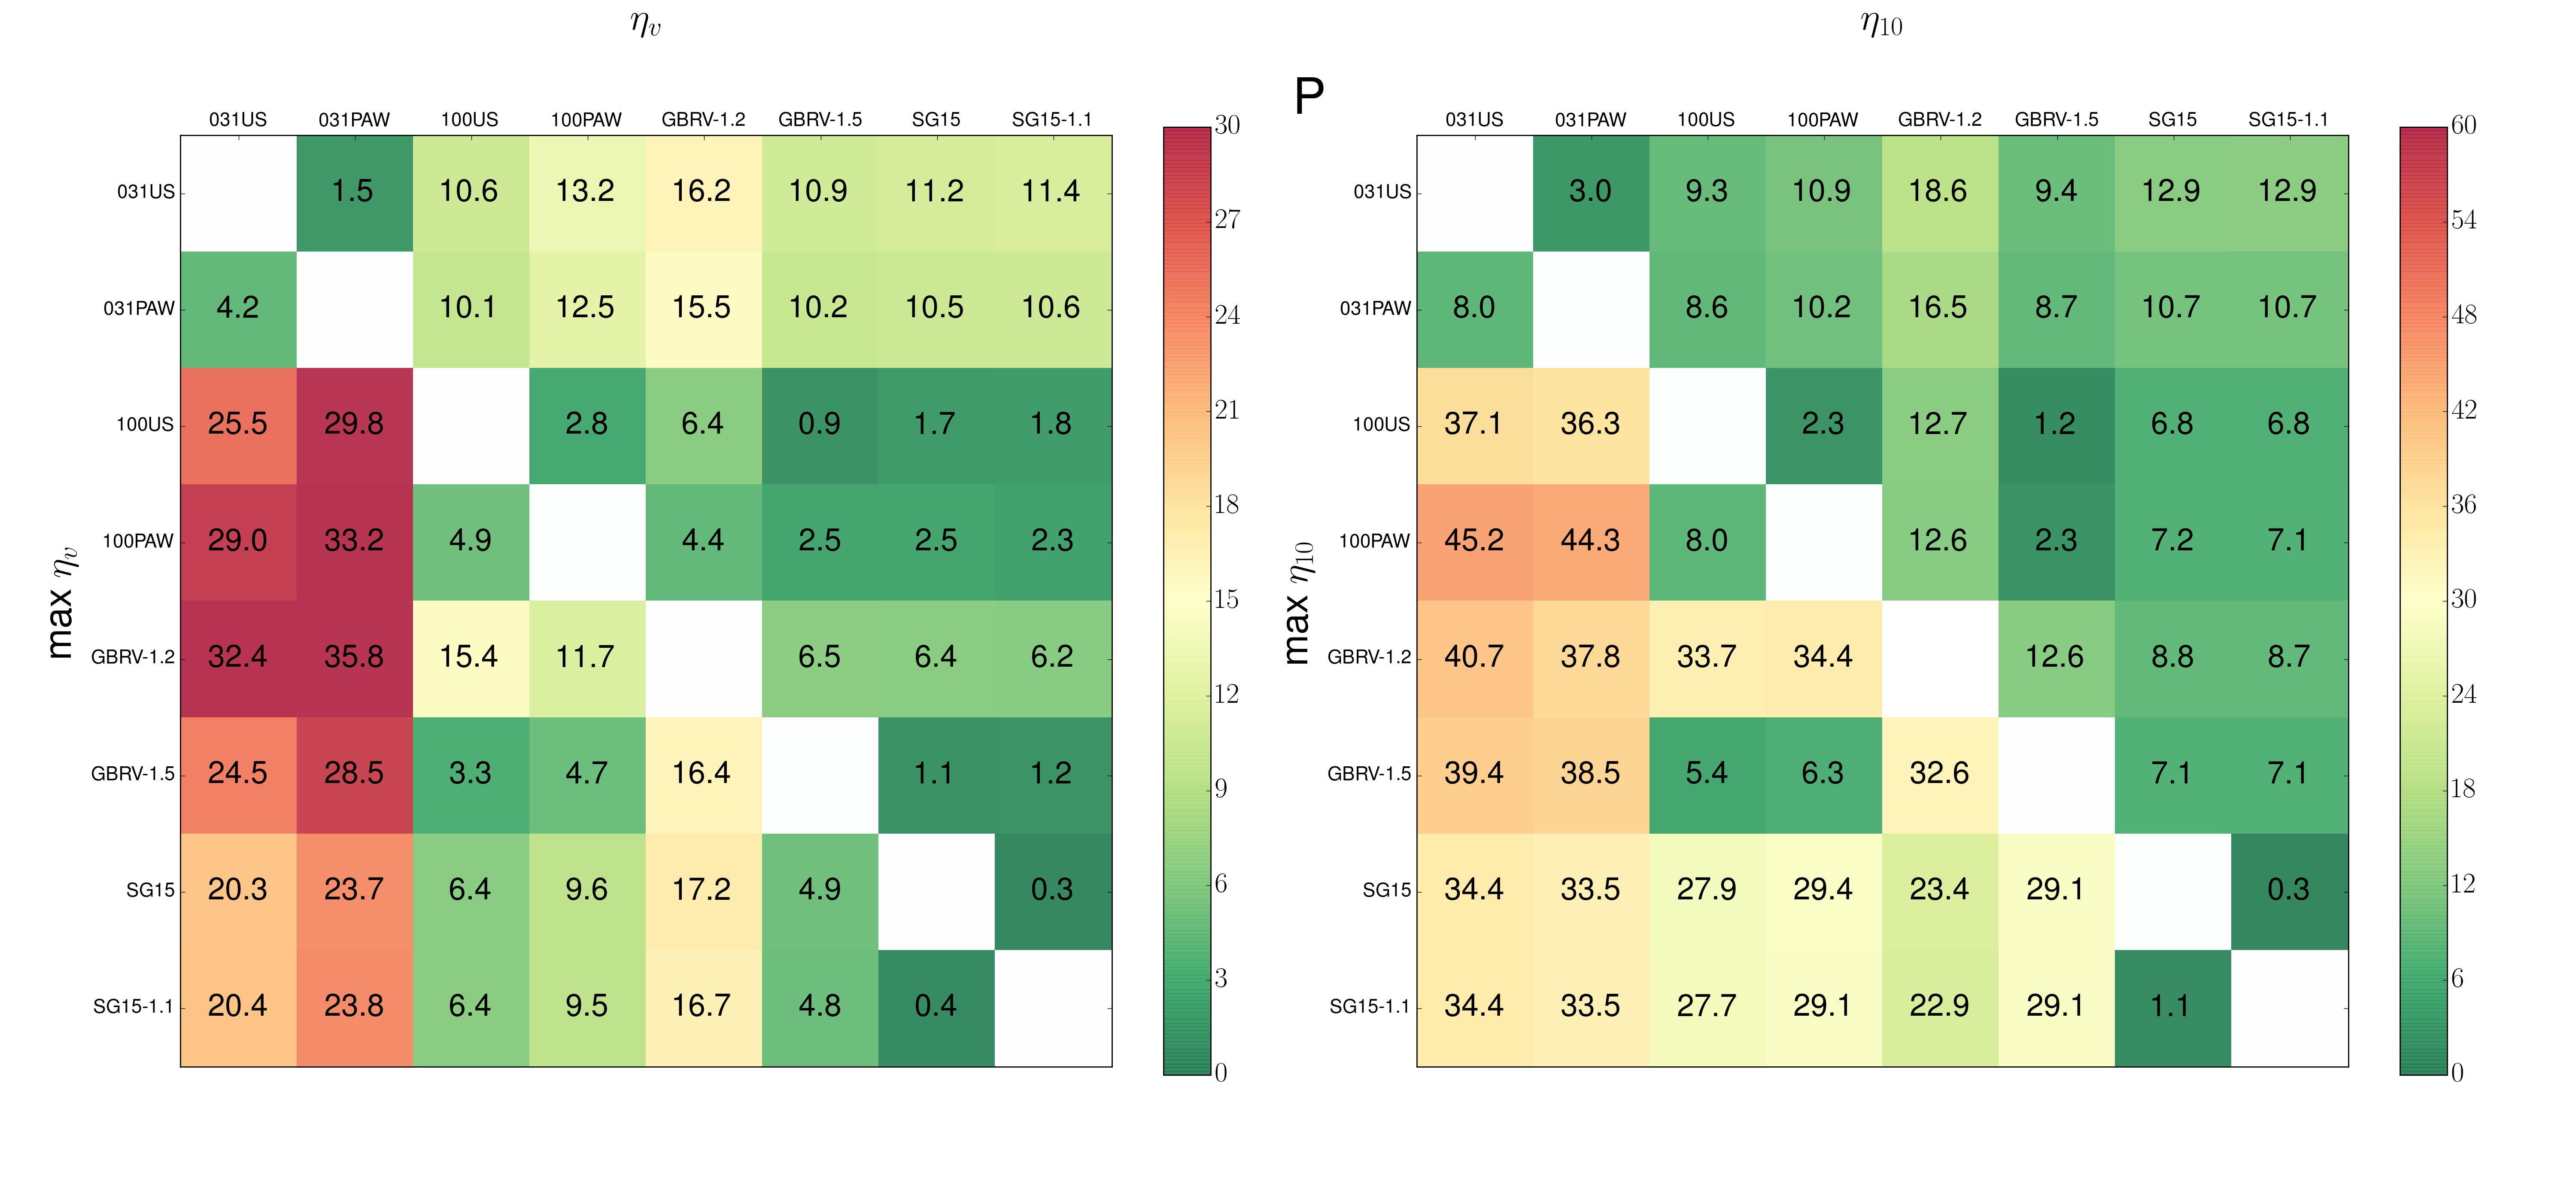 η_v
031US 031PAW 100US 100PAW GBRV-1.2 GBRV-1.5 SG15 SG15-1.1
031US 1.5 10.6 13.2 16.2 10.9 11.2 11.4
031PAW 4.2 10.1 12.5 15.5 10.2 10.5 10.6
100US 25.5 29.8 2.8 6.4 0.9 1.7 1.8
100PAW 29.0 33.2 4.9 4.4 2.5 2.5 2.3
GBRV-1.2 32.4 35.8 15.4 11.7 6.5 6.4 6.2
GBRV-1.5 24.5 28.5 3.3 4.7 16.4 1.1 1.2
SG15 20.3 23.7 6.4 9.6 17.2 4.9 0.3
SG15-1.1 20.4 23.8 6.4 9.5 16.7 4.8 0.4
max η_v
30
27
24
21
18
15
12
9
6
3
0
η_10
P
031US 031PAW 100US 100PAW GBRV-1.2 GBRV-1.5 SG15 SG15-1.1
031US 3.0 9.3 10.9 18.6 9.4 12.9 12.9
031PAW 8.0 8.6 10.2 16.5 8.7 10.7 10.7
100US 37.1 36.3 2.3 12.7 1.2 6.8 6.8
100PAW 45.2 44.3 8.0 12.6 2.3 7.2 7.1
GBRV-1.2 40.7 37.8 33.7 34.4 12.6 8.8 8.7
GBRV-1.5 39.4 38.5 5.4 6.3 32.6 7.1 7.1
SG15 34.4 33.5 27.9 29.4 23.4 29.1 0.3
SG15-1.1 34.4 33.5 27.7 29.1 22.9 29.1 1.1
max η_10
60
54
48
42
36
30
24
18
12
6
0